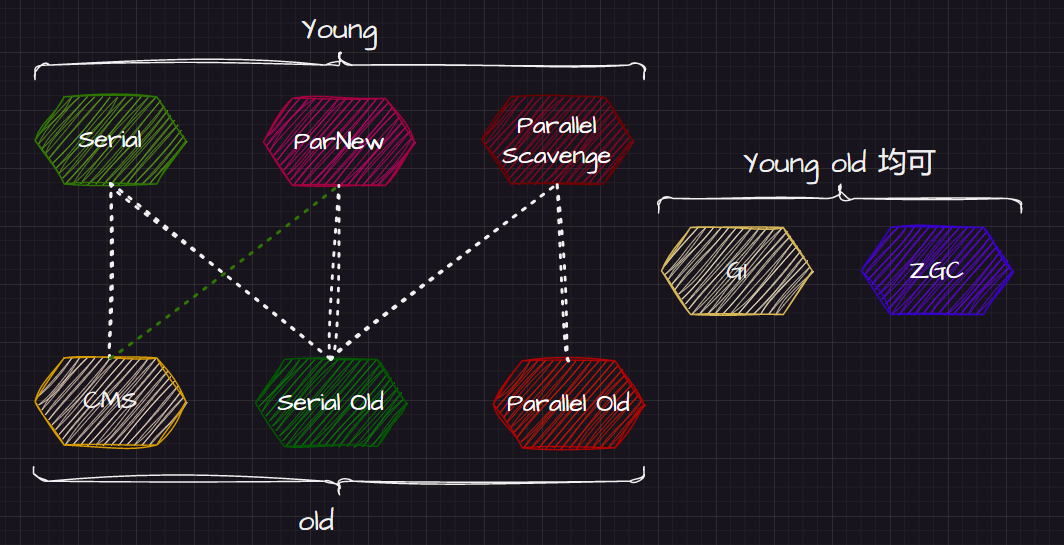 Young
Serial
ParNew
Parallel
Scavenge
Young old 均可
G1
ZGC
CMS
Serial Old
Parallel Old
old